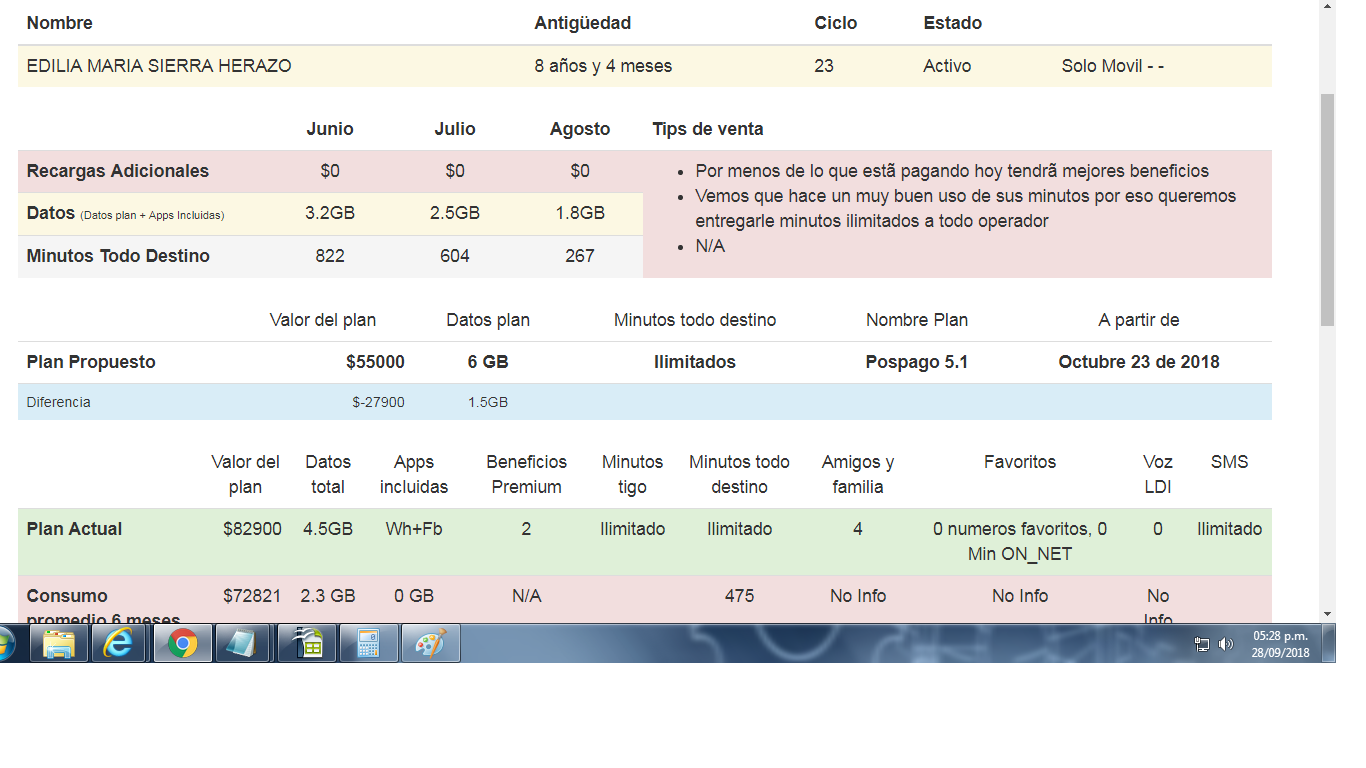 Nombre Antigüedad Ciclo Estado
EDILIA MARIA SIERRA HERAZO 8 años y 4 meses 23 Activo Solo Movil - -
Junio Julio Agosto Tips de venta
Recargas Adicionales $0 $0 $0
Datos (Datos plan + Apps Incluidas) 3.2GB 2.5GB 1.8GB
Minutos Todo Destino 822 604 267
• Por menos de lo que estã pagando hoy tendrã mejores beneficios
• Vemos que hace un muy buen uso de sus minutos por eso queremos
entregarle minutos ilimitados a todo operador
• N/A
Valor del plan Datos plan Minutos todo destino Nombre Plan A partir de
Plan Propuesto $55000 6 GB Ilimitados Pospago 5.1 Octubre 23 de 2018
Diferencia $-27900 1.5GB
Valor del Datos Apps Beneficios Minutos Minutos todo Amigos y Favoritos Voz SMS
plan total incluidas Premium tigo destino familia LDI
Plan Actual $82900 4.5GB Wh+Fb 2 Ilimitado Ilimitado 4 0 numeros favoritos, 0 0 Ilimitado
Min ON_NET
Consumo $72821 2.3 GB 0 GB N/A 475 No Info No Info No
promedio 6 meses Info
05:28 p.m.
28/09/2018